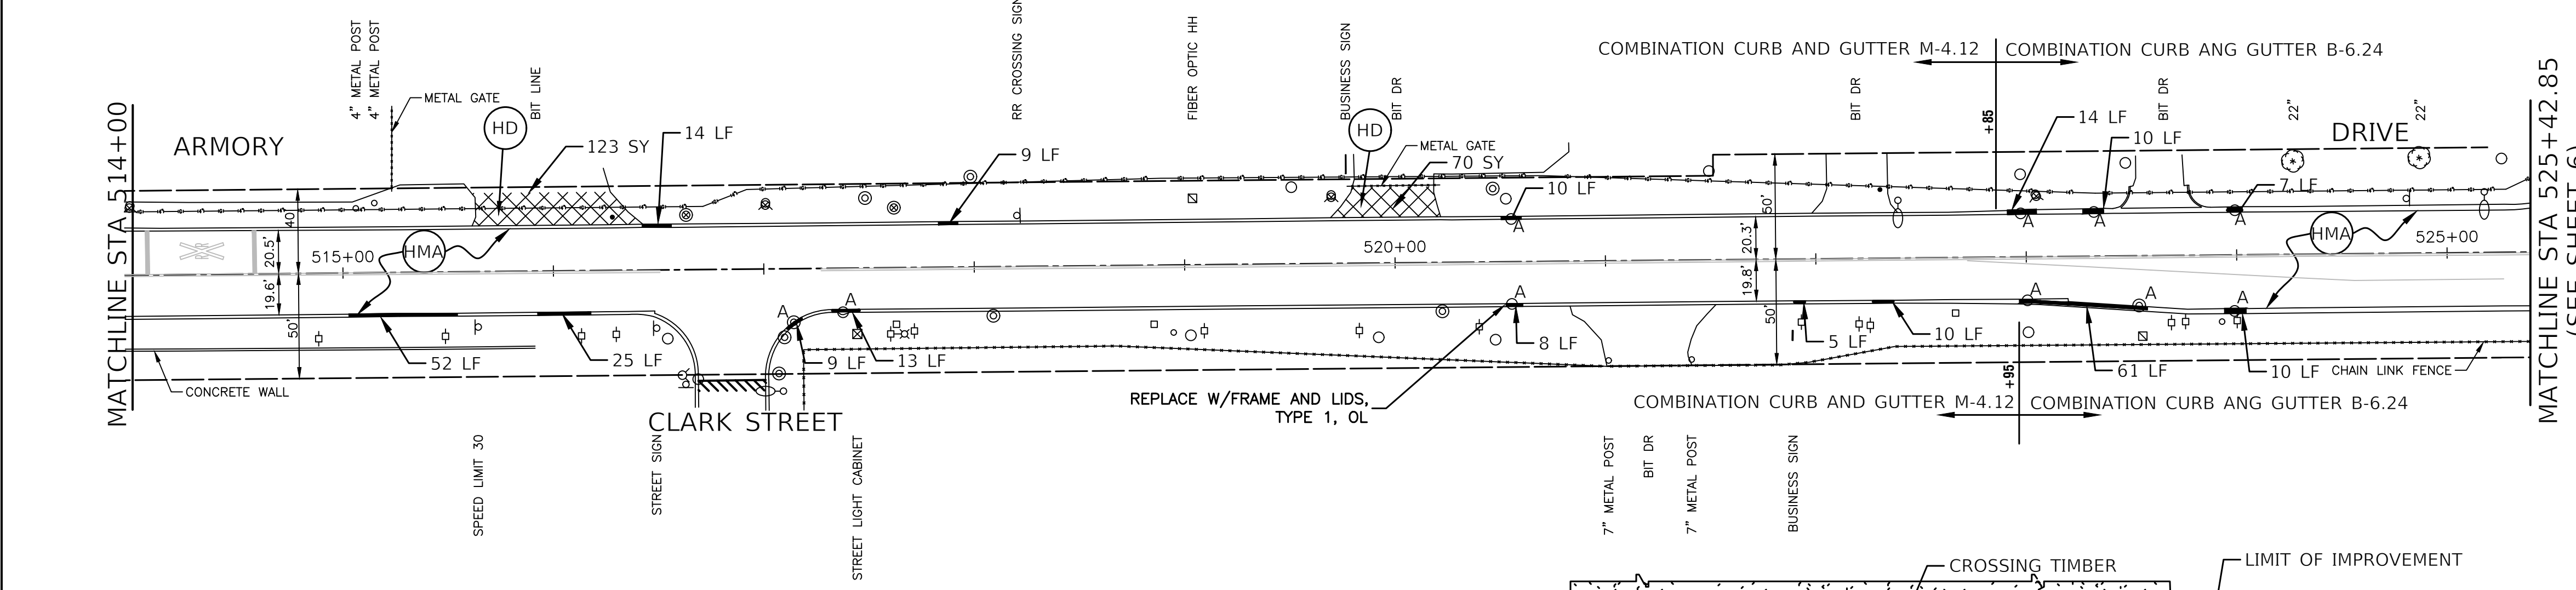 RR CROSSING SIGN
4" METAL POST
4" METAL POST
BIT LINE
FIBER OPTIC HH
BUSINESS SIGN
BIT DR
BIT DR
BIT DR
22"
22"
COMBINATION CURB AND GUTTER M-4.12
COMBINATION CURB ANG GUTTER B-6.24
+85
METAL GATE
HD
HD
ARMORY
DRIVE
123 SY
14 LF
9 LF
METAL GATE
70 SY
10 LF
14 LF
10 LF
7 LF
A
A
A
A
MATCHLINE STA 514+00
40'
20.5'
19.6'
50'
515+00
HMA
520+00
50'
20.3'
19.8'
50'
HMA
525+00
MATCHLINE STA 525+42.85
(SEE SHEET 6)
A
A
A
A
A
A
52 LF
25 LF
9 LF
13 LF
8 LF
5 LF
10 LF
61 LF
10 LF
CHAIN LINK FENCE
CONCRETE WALL
CLARK STREET
REPLACE W/FRAME AND LIDS,
TYPE 1, OL
+95
COMBINATION CURB AND GUTTER M-4.12
COMBINATION CURB ANG GUTTER B-6.24
SPEED LIMIT 30
STREET SIGN
STREET LIGHT CABINET
7" METAL POST
BIT DR
7" METAL POST
BUSINESS SIGN
CROSSING TIMBER
LIMIT OF IMPROVEMENT